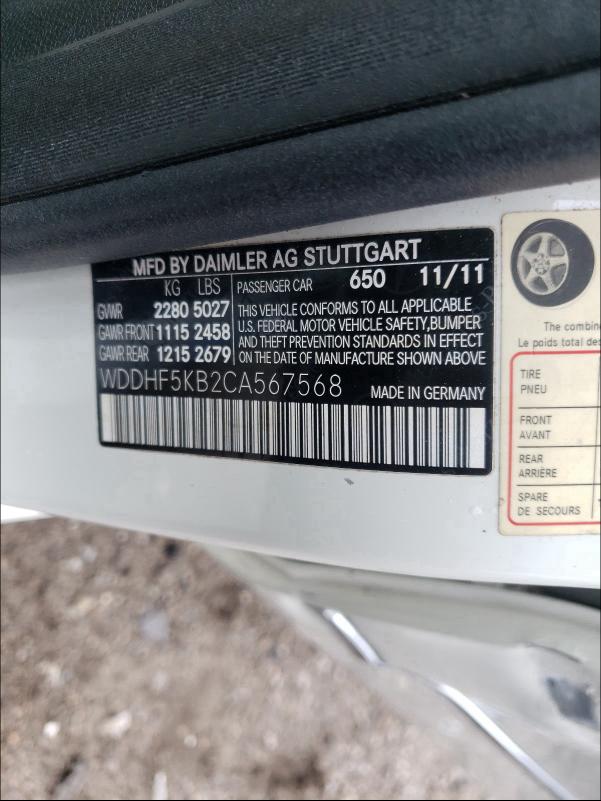 MFD BY DAIMLER AG STUTTGART
KG LBS
GVWR 2280 5027
GAWR FRONT 1115 2458
GAWR REAR 1215 2679
PASSENGER CAR 650 11/11
THIS VEHICLE CONFORMS TO ALL APPLICABLE
U.S. FEDERAL MOTOR VEHICLE SAFETY,BUMPER
AND THEFT PREVENTION STANDARDS IN EFFECT
ON THE DATE OF MANUFACTURE SHOWN ABOVE
WDDHF5KB2CA567568
MADE IN GERMANY
The combin
Le poids total des
TIRE
PNEU
FRONT
AVANT
REAR
ARRIÈRE
SPARE
DE SECOURS